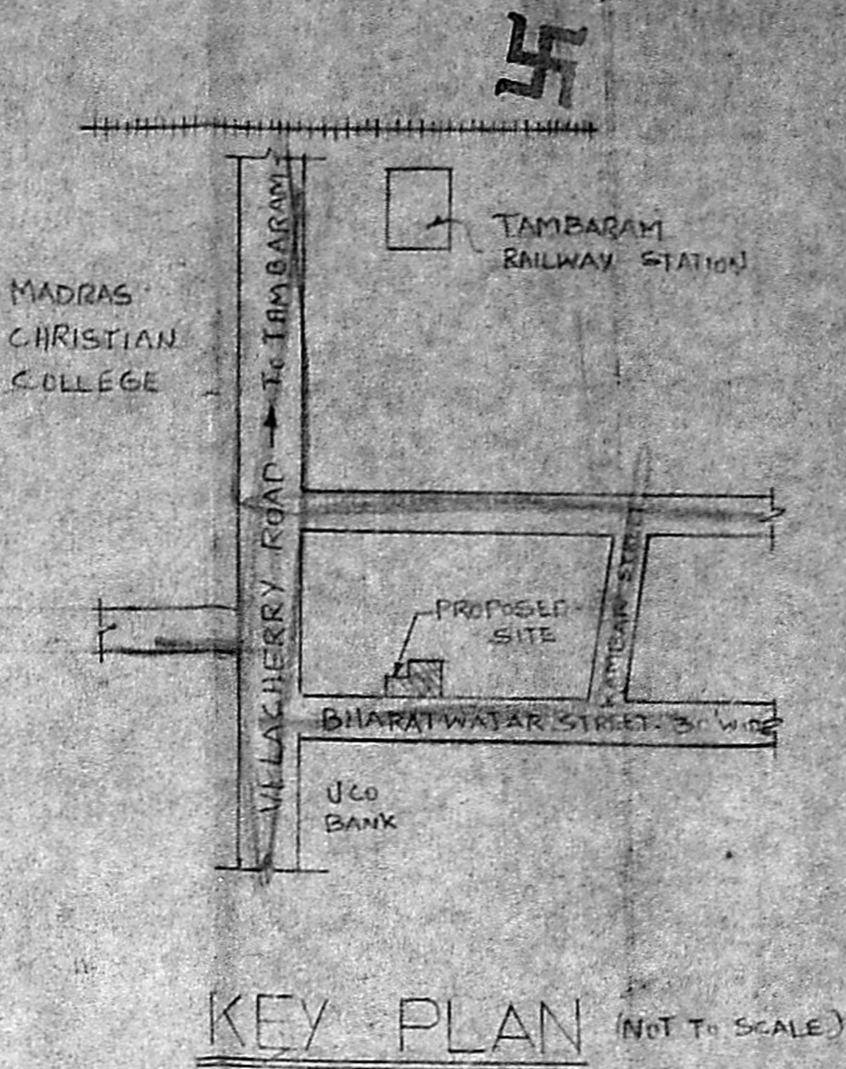 TAMBARAM
RAILWAY STATION
MADRAS
CHRISTIAN
COLLEGE
VELACHERRY ROAD → To TAMBARAM
PROPOSED
SITE
KAMBAR STREET
BHARATWAJAR STREET- 30' WIDE
UCO
BANK
KEY PLAN (NOT TO SCALE)